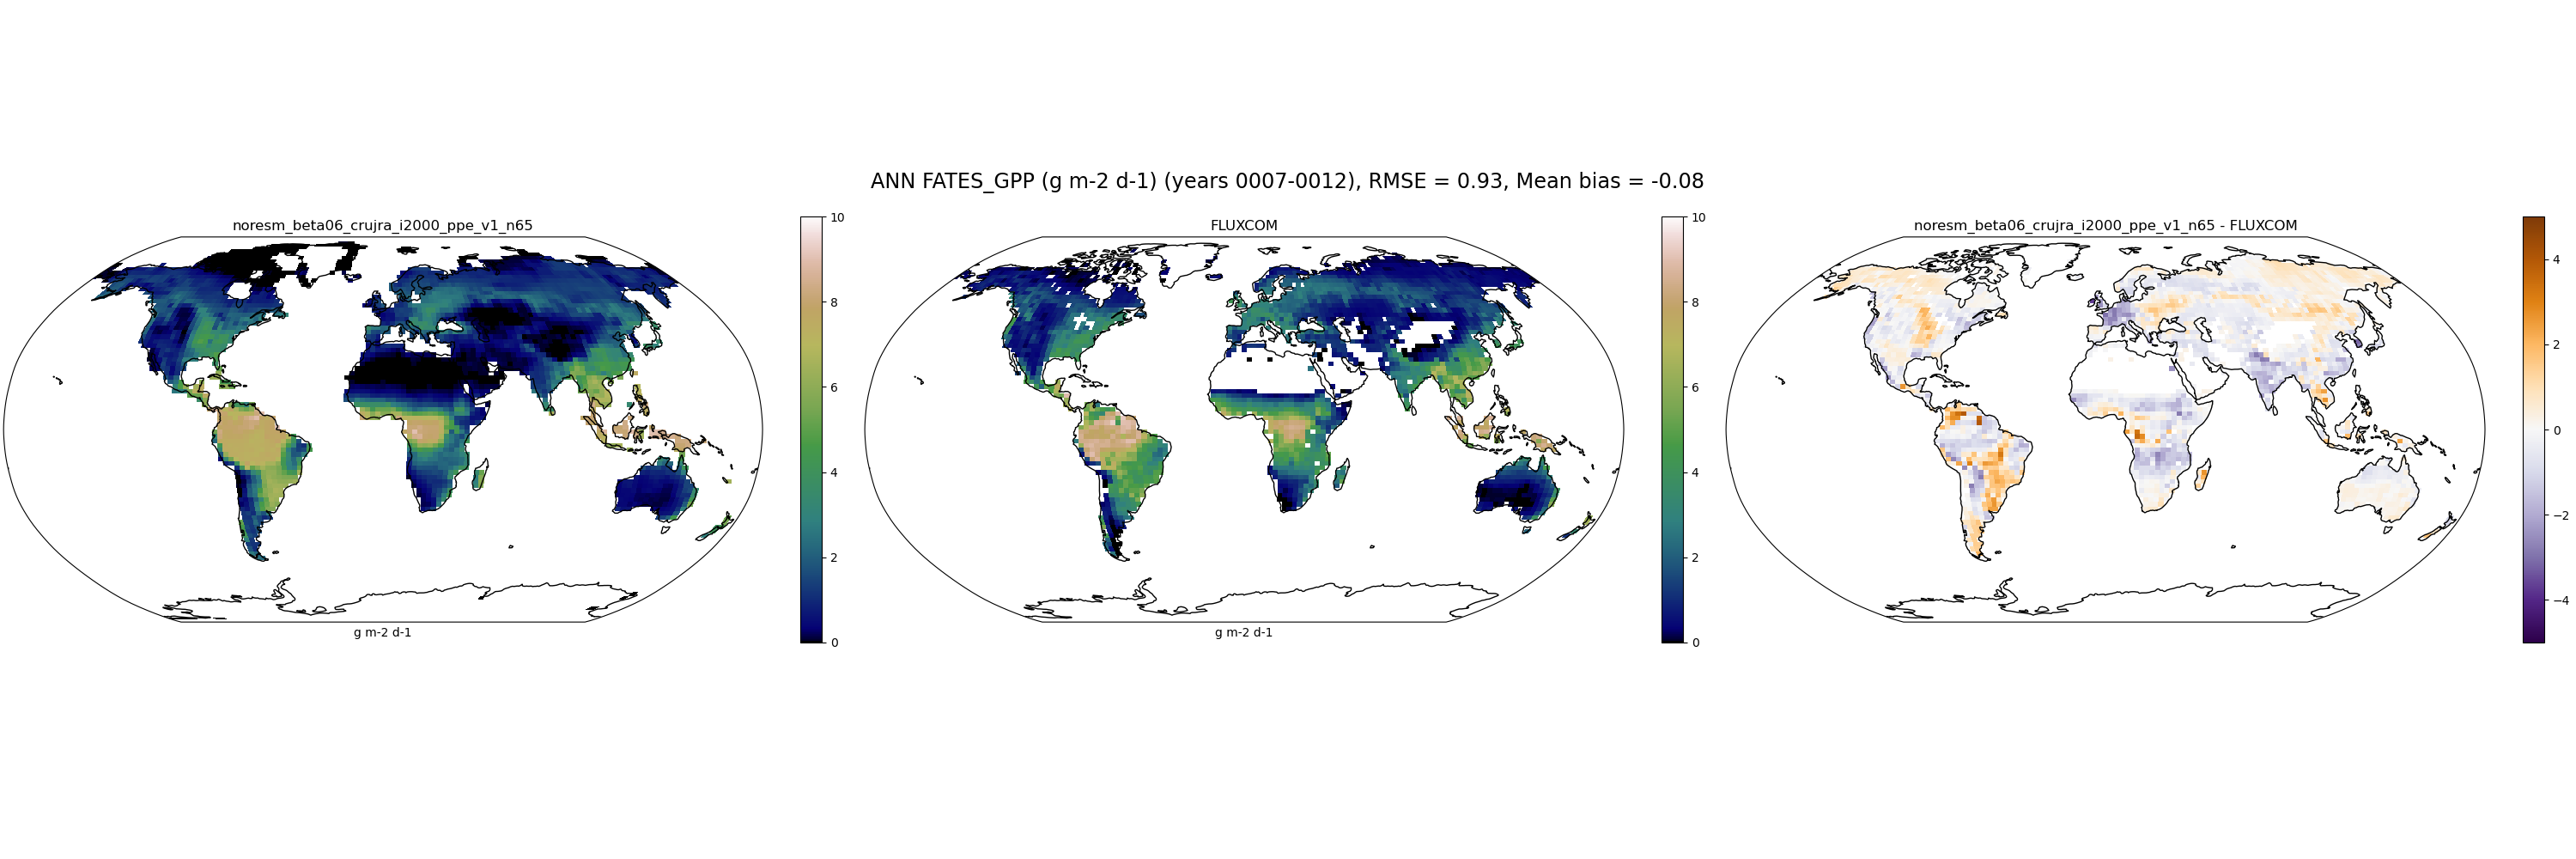 ANN FATES_GPP (g m-2 d-1) (years 0007-0012), RMSE = 0.93, Mean bias = -0.08
noresm_beta06_crujra_i2000_ppe_v1_n65
10
8
6
4
2
0
g m-2 d-1
FLUXCOM
10
8
6
4
2
0
g m-2 d-1
noresm_beta06_crujra_i2000_ppe_v1_n65 - FLUXCOM
4
2
0
−2
−4